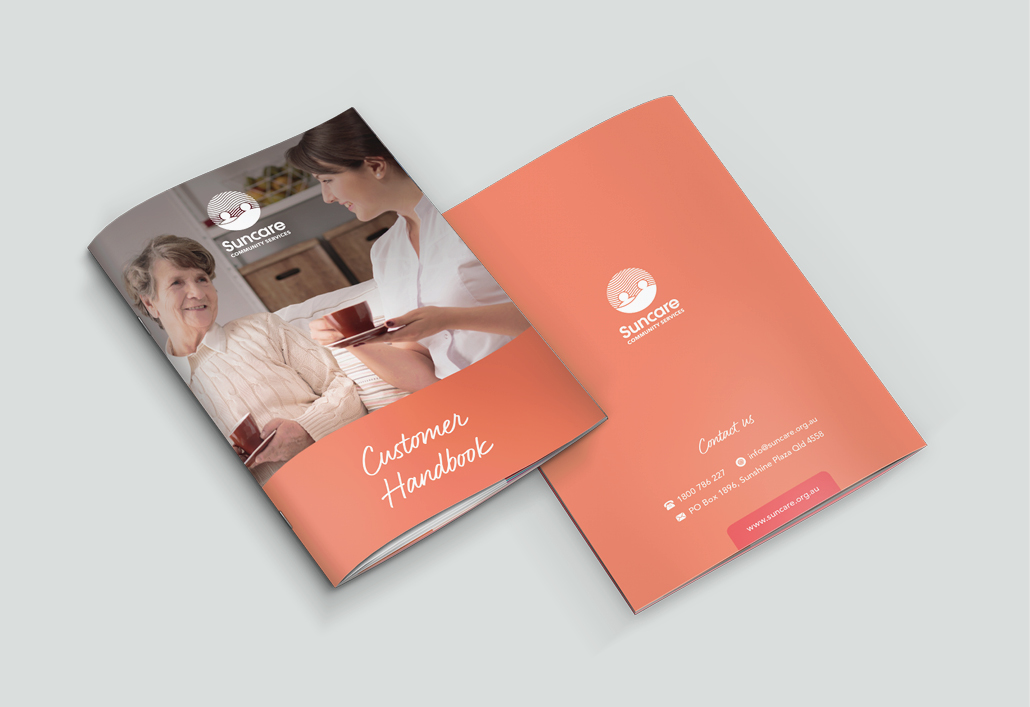 Suncare
COMMUNITY SERVICES
Customer
Handbook
Suncare
COMMUNITY SERVICES
Contact us
1800 786 227 info@suncare.org.au
PO Box 1896, Sunshine Plaza Qld 4558
www.suncare.org.au